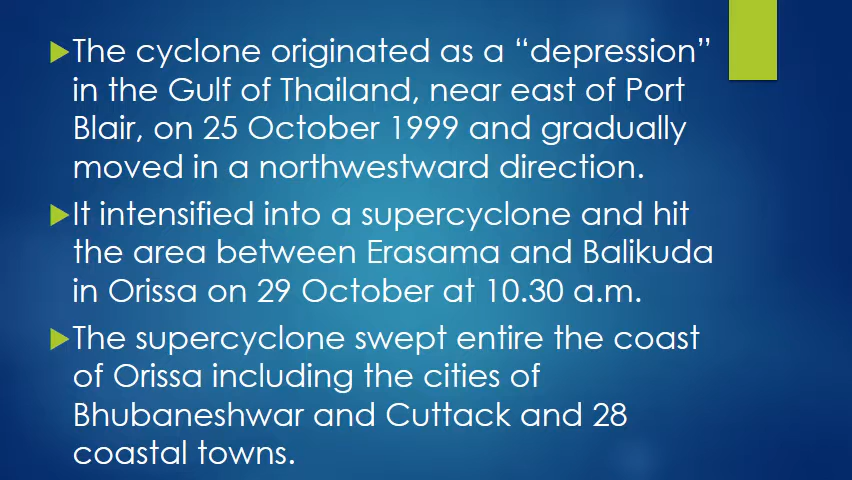 The cyclone originated as a “depression”
in the Gulf of Thailand, near east of Port
Blair, on 25 October 1999 and gradually
moved in a northwestward direction.
It intensified into a supercyclone and hit
the area between Erasama and Balikuda
in Orissa on 29 October at 10.30 a.m.
The supercyclone swept entire the coast
of Orissa including the cities of
Bhubaneshwar and Cuttack and 28
coastal towns.